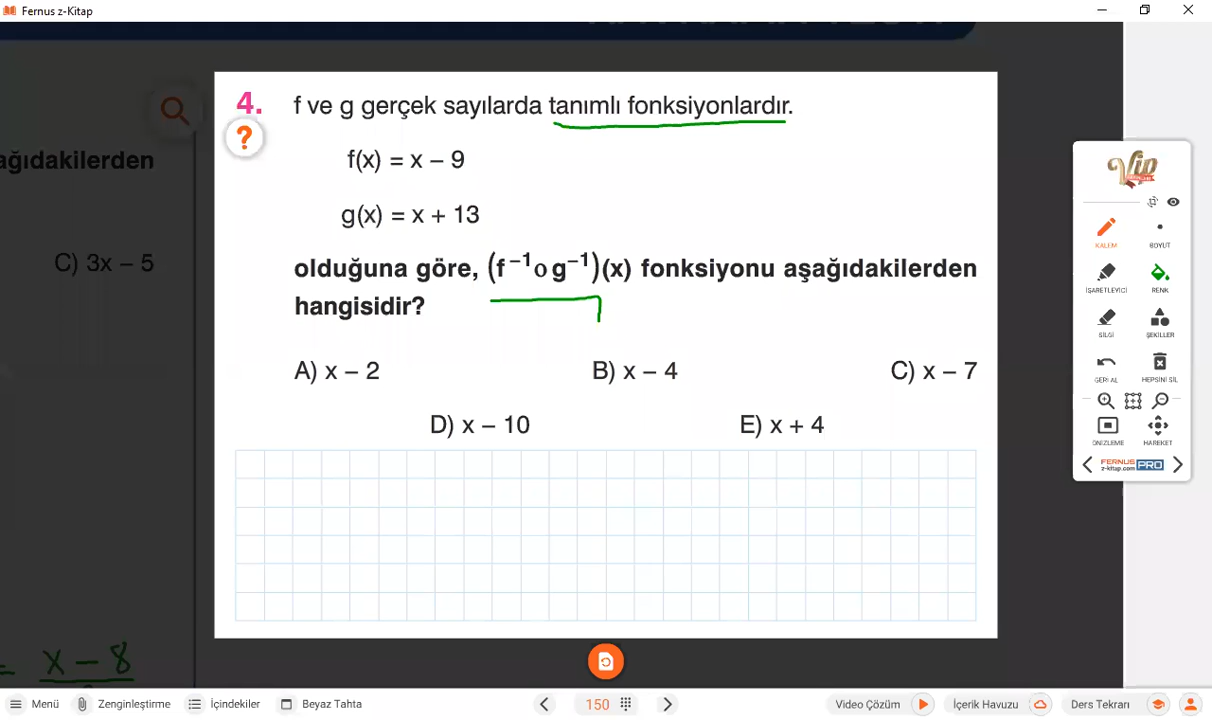 Fernus z-Kitap
ağıdakilerden
C) 3x – 5
= x – 8
4.
?
f ve g gerçek sayılarda tanımlı fonksiyonlardır.
f(x) = x – 9
g(x) = x + 13
olduğuna göre, (f⁻¹og⁻¹)(x) fonksiyonu aşağıdakilerden
hangisidir?
A) x – 2 B) x – 4 C) x – 7
D) x – 10 E) x + 4
Vip
KALEM BOYUT
İŞARETLEYİCİ RENK
SİLGİ ŞEKİLLER
GERİ AL HEPSİNİ SİL
ÖNİZLEME HAREKET
FERNUS
z-kitap.com PRO
Menü Zenginleştirme İçindekiler Beyaz Tahta 150 Video Çözüm İçerik Havuzu Ders Tekrarı